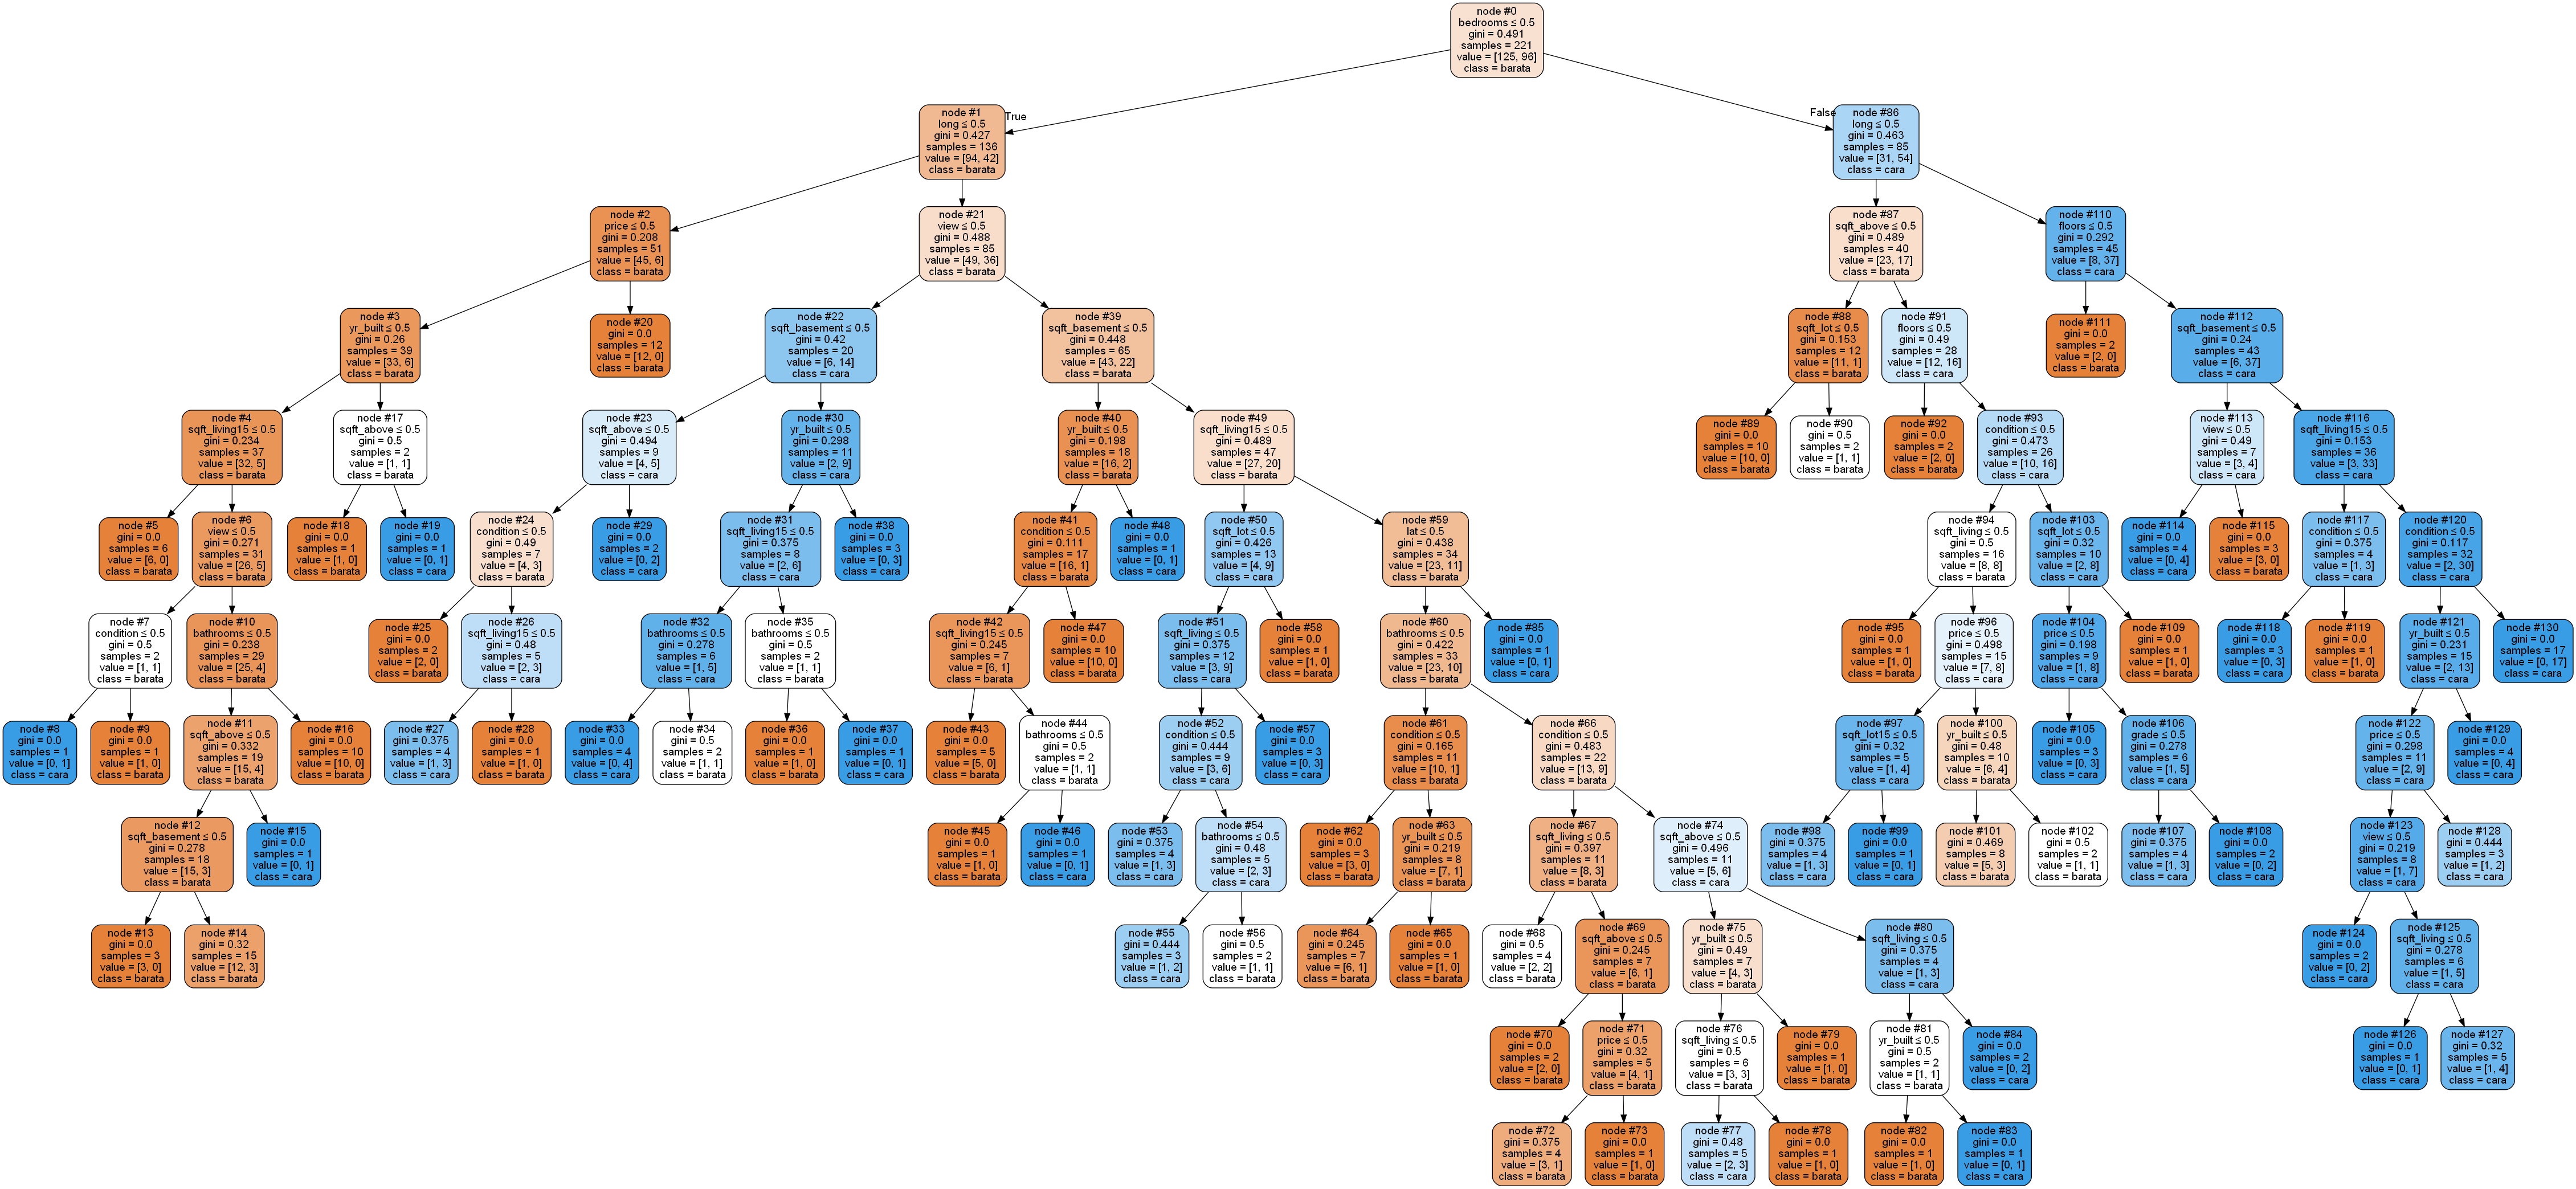 node #0
bedrooms ≤ 0.5
gini = 0.491
samples = 221
value = [125, 96]
class = barata
node #1
long ≤ 0.5
gini = 0.427
samples = 136
value = [94, 42]
class = barata
True
False
node #86
long ≤ 0.5
gini = 0.463
samples = 85
value = [31, 54]
class = cara
node #2
price ≤ 0.5
gini = 0.208
samples = 51
value = [45, 6]
class = barata
node #21
view ≤ 0.5
gini = 0.488
samples = 85
value = [49, 36]
class = barata
node #87
sqft_above ≤ 0.5
gini = 0.489
samples = 40
value = [23, 17]
class = barata
node #110
floors ≤ 0.5
gini = 0.292
samples = 45
value = [8, 37]
class = cara
node #3
yr_built ≤ 0.5
gini = 0.26
samples = 39
value = [33, 6]
class = barata
node #20
gini = 0.0
samples = 12
value = [12, 0]
class = barata
node #22
sqft_basement ≤ 0.5
gini = 0.42
samples = 20
value = [6, 14]
class = cara
node #39
sqft_basement ≤ 0.5
gini = 0.448
samples = 65
value = [43, 22]
class = barata
node #88
sqft_lot ≤ 0.5
gini = 0.153
samples = 12
value = [11, 1]
class = barata
node #91
floors ≤ 0.5
gini = 0.49
samples = 28
value = [12, 16]
class = cara
node #111
gini = 0.0
samples = 2
value = [2, 0]
class = barata
node #112
sqft_basement ≤ 0.5
gini = 0.24
samples = 43
value = [6, 37]
class = cara
node #4
sqft_living15 ≤ 0.5
gini = 0.234
samples = 37
value = [32, 5]
class = barata
node #17
sqft_above ≤ 0.5
gini = 0.5
samples = 2
value = [1, 1]
class = barata
node #23
sqft_above ≤ 0.5
gini = 0.494
samples = 9
value = [4, 5]
class = cara
node #30
yr_built ≤ 0.5
gini = 0.298
samples = 11
value = [2, 9]
class = cara
node #40
yr_built ≤ 0.5
gini = 0.198
samples = 18
value = [16, 2]
class = barata
node #49
sqft_living15 ≤ 0.5
gini = 0.489
samples = 47
value = [27, 20]
class = barata
node #89
gini = 0.0
samples = 10
value = [10, 0]
class = barata
node #90
gini = 0.5
samples = 2
value = [1, 1]
class = barata
node #92
gini = 0.0
samples = 2
value = [2, 0]
class = barata
node #93
condition ≤ 0.5
gini = 0.473
samples = 26
value = [10, 16]
class = cara
node #113
view ≤ 0.5
gini = 0.49
samples = 7
value = [3, 4]
class = cara
node #116
sqft_living15 ≤ 0.5
gini = 0.153
samples = 36
value = [3, 33]
class = cara
node #5
gini = 0.0
samples = 6
value = [6, 0]
class = barata
node #6
view ≤ 0.5
gini = 0.271
samples = 31
value = [26, 5]
class = barata
node #18
gini = 0.0
samples = 1
value = [1, 0]
class = barata
node #19
gini = 0.0
samples = 1
value = [0, 1]
class = cara
node #24
condition ≤ 0.5
gini = 0.49
samples = 7
value = [4, 3]
class = barata
node #29
gini = 0.0
samples = 2
value = [0, 2]
class = cara
node #31
sqft_living15 ≤ 0.5
gini = 0.375
samples = 8
value = [2, 6]
class = cara
node #38
gini = 0.0
samples = 3
value = [0, 3]
class = cara
node #41
condition ≤ 0.5
gini = 0.111
samples = 17
value = [16, 1]
class = barata
node #48
gini = 0.0
samples = 1
value = [0, 1]
class = cara
node #50
sqft_lot ≤ 0.5
gini = 0.426
samples = 13
value = [4, 9]
class = cara
node #59
lat ≤ 0.5
gini = 0.438
samples = 34
value = [23, 11]
class = barata
node #94
sqft_living ≤ 0.5
gini = 0.5
samples = 16
value = [8, 8]
class = barata
node #103
sqft_lot ≤ 0.5
gini = 0.32
samples = 10
value = [2, 8]
class = cara
node #114
gini = 0.0
samples = 4
value = [0, 4]
class = cara
node #115
gini = 0.0
samples = 3
value = [3, 0]
class = barata
node #117
condition ≤ 0.5
gini = 0.375
samples = 4
value = [1, 3]
class = cara
node #120
condition ≤ 0.5
gini = 0.117
samples = 32
value = [2, 30]
class = cara
node #7
condition ≤ 0.5
gini = 0.5
samples = 2
value = [1, 1]
class = barata
node #10
bathrooms ≤ 0.5
gini = 0.238
samples = 29
value = [25, 4]
class = barata
node #25
gini = 0.0
samples = 2
value = [2, 0]
class = barata
node #26
sqft_living15 ≤ 0.5
gini = 0.48
samples = 5
value = [2, 3]
class = cara
node #32
bathrooms ≤ 0.5
gini = 0.278
samples = 6
value = [1, 5]
class = cara
node #35
bathrooms ≤ 0.5
gini = 0.5
samples = 2
value = [1, 1]
class = barata
node #42
sqft_living15 ≤ 0.5
gini = 0.245
samples = 7
value = [6, 1]
class = barata
node #47
gini = 0.0
samples = 10
value = [10, 0]
class = barata
node #51
sqft_living ≤ 0.5
gini = 0.375
samples = 12
value = [3, 9]
class = cara
node #58
gini = 0.0
samples = 1
value = [1, 0]
class = barata
node #60
bathrooms ≤ 0.5
gini = 0.422
samples = 33
value = [23, 10]
class = barata
node #85
gini = 0.0
samples = 1
value = [0, 1]
class = cara
node #95
gini = 0.0
samples = 1
value = [1, 0]
class = barata
node #96
price ≤ 0.5
gini = 0.498
samples = 15
value = [7, 8]
class = cara
node #104
price ≤ 0.5
gini = 0.198
samples = 9
value = [1, 8]
class = cara
node #109
gini = 0.0
samples = 1
value = [1, 0]
class = barata
node #118
gini = 0.0
samples = 3
value = [0, 3]
class = cara
node #119
gini = 0.0
samples = 1
value = [1, 0]
class = barata
node #121
yr_built ≤ 0.5
gini = 0.231
samples = 15
value = [2, 13]
class = cara
node #130
gini = 0.0
samples = 17
value = [0, 17]
class = cara
node #8
gini = 0.0
samples = 1
value = [0, 1]
class = cara
node #9
gini = 0.0
samples = 1
value = [1, 0]
class = barata
node #11
sqft_above ≤ 0.5
gini = 0.332
samples = 19
value = [15, 4]
class = barata
node #16
gini = 0.0
samples = 10
value = [10, 0]
class = barata
node #27
gini = 0.375
samples = 4
value = [1, 3]
class = cara
node #28
gini = 0.0
samples = 1
value = [1, 0]
class = barata
node #33
gini = 0.0
samples = 4
value = [0, 4]
class = cara
node #34
gini = 0.5
samples = 2
value = [1, 1]
class = barata
node #36
gini = 0.0
samples = 1
value = [1, 0]
class = barata
node #37
gini = 0.0
samples = 1
value = [0, 1]
class = cara
node #43
gini = 0.0
samples = 5
value = [5, 0]
class = barata
node #44
bathrooms ≤ 0.5
gini = 0.5
samples = 2
value = [1, 1]
class = barata
node #52
condition ≤ 0.5
gini = 0.444
samples = 9
value = [3, 6]
class = cara
node #57
gini = 0.0
samples = 3
value = [0, 3]
class = cara
node #61
condition ≤ 0.5
gini = 0.165
samples = 11
value = [10, 1]
class = barata
node #66
condition ≤ 0.5
gini = 0.483
samples = 22
value = [13, 9]
class = barata
node #97
sqft_lot15 ≤ 0.5
gini = 0.32
samples = 5
value = [1, 4]
class = cara
node #100
yr_built ≤ 0.5
gini = 0.48
samples = 10
value = [6, 4]
class = barata
node #105
gini = 0.0
samples = 3
value = [0, 3]
class = cara
node #106
grade ≤ 0.5
gini = 0.278
samples = 6
value = [1, 5]
class = cara
node #122
price ≤ 0.5
gini = 0.298
samples = 11
value = [2, 9]
class = cara
node #129
gini = 0.0
samples = 4
value = [0, 4]
class = cara
node #12
sqft_basement ≤ 0.5
gini = 0.278
samples = 18
value = [15, 3]
class = barata
node #15
gini = 0.0
samples = 1
value = [0, 1]
class = cara
node #45
gini = 0.0
samples = 1
value = [1, 0]
class = barata
node #46
gini = 0.0
samples = 1
value = [0, 1]
class = cara
node #53
gini = 0.375
samples = 4
value = [1, 3]
class = cara
node #54
bathrooms ≤ 0.5
gini = 0.48
samples = 5
value = [2, 3]
class = cara
node #62
gini = 0.0
samples = 3
value = [3, 0]
class = barata
node #63
yr_built ≤ 0.5
gini = 0.219
samples = 8
value = [7, 1]
class = barata
node #67
sqft_living ≤ 0.5
gini = 0.397
samples = 11
value = [8, 3]
class = barata
node #74
sqft_above ≤ 0.5
gini = 0.496
samples = 11
value = [5, 6]
class = cara
node #98
gini = 0.375
samples = 4
value = [1, 3]
class = cara
node #99
gini = 0.0
samples = 1
value = [0, 1]
class = cara
node #101
gini = 0.469
samples = 8
value = [5, 3]
class = barata
node #102
gini = 0.5
samples = 2
value = [1, 1]
class = barata
node #107
gini = 0.375
samples = 4
value = [1, 3]
class = cara
node #108
gini = 0.0
samples = 2
value = [0, 2]
class = cara
node #123
view ≤ 0.5
gini = 0.219
samples = 8
value = [1, 7]
class = cara
node #128
gini = 0.444
samples = 3
value = [1, 2]
class = cara
node #13
gini = 0.0
samples = 3
value = [3, 0]
class = barata
node #14
gini = 0.32
samples = 15
value = [12, 3]
class = barata
node #55
gini = 0.444
samples = 3
value = [1, 2]
class = cara
node #56
gini = 0.5
samples = 2
value = [1, 1]
class = barata
node #64
gini = 0.245
samples = 7
value = [6, 1]
class = barata
node #65
gini = 0.0
samples = 1
value = [1, 0]
class = barata
node #68
gini = 0.5
samples = 4
value = [2, 2]
class = barata
node #69
sqft_above ≤ 0.5
gini = 0.245
samples = 7
value = [6, 1]
class = barata
node #75
yr_built ≤ 0.5
gini = 0.49
samples = 7
value = [4, 3]
class = barata
node #80
sqft_living ≤ 0.5
gini = 0.375
samples = 4
value = [1, 3]
class = cara
node #124
gini = 0.0
samples = 2
value = [0, 2]
class = cara
node #125
sqft_living ≤ 0.5
gini = 0.278
samples = 6
value = [1, 5]
class = cara
node #70
gini = 0.0
samples = 2
value = [2, 0]
class = barata
node #71
price ≤ 0.5
gini = 0.32
samples = 5
value = [4, 1]
class = barata
node #76
sqft_living ≤ 0.5
gini = 0.5
samples = 6
value = [3, 3]
class = barata
node #79
gini = 0.0
samples = 1
value = [1, 0]
class = barata
node #81
yr_built ≤ 0.5
gini = 0.5
samples = 2
value = [1, 1]
class = barata
node #84
gini = 0.0
samples = 2
value = [0, 2]
class = cara
node #126
gini = 0.0
samples = 1
value = [0, 1]
class = cara
node #127
gini = 0.32
samples = 5
value = [1, 4]
class = cara
node #72
gini = 0.375
samples = 4
value = [3, 1]
class = barata
node #73
gini = 0.0
samples = 1
value = [1, 0]
class = barata
node #77
gini = 0.48
samples = 5
value = [2, 3]
class = cara
node #78
gini = 0.0
samples = 1
value = [1, 0]
class = barata
node #82
gini = 0.0
samples = 1
value = [1, 0]
class = barata
node #83
gini = 0.0
samples = 1
value = [0, 1]
class = cara